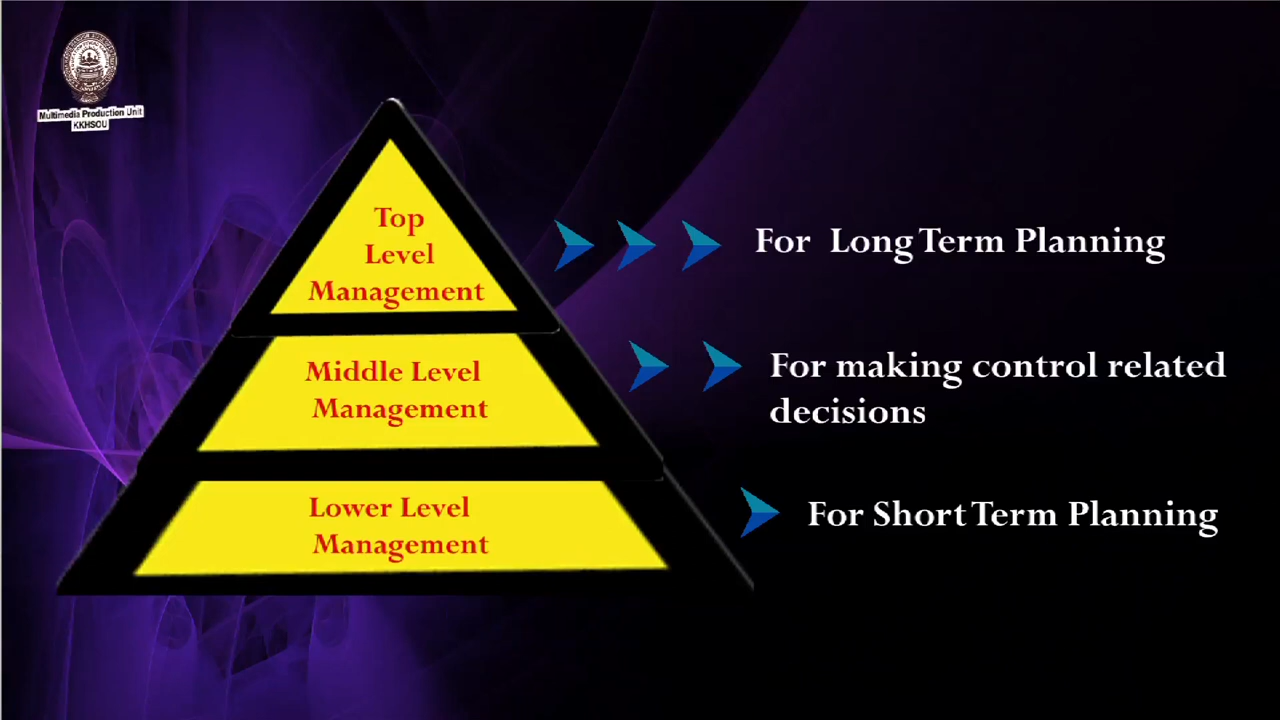 Multimedia Production Unit
KKHSOU
Top
Level
Management
For Long Term Planning
Middle Level
Management
For making control related
decisions
Lower Level
Management
For Short Term Planning